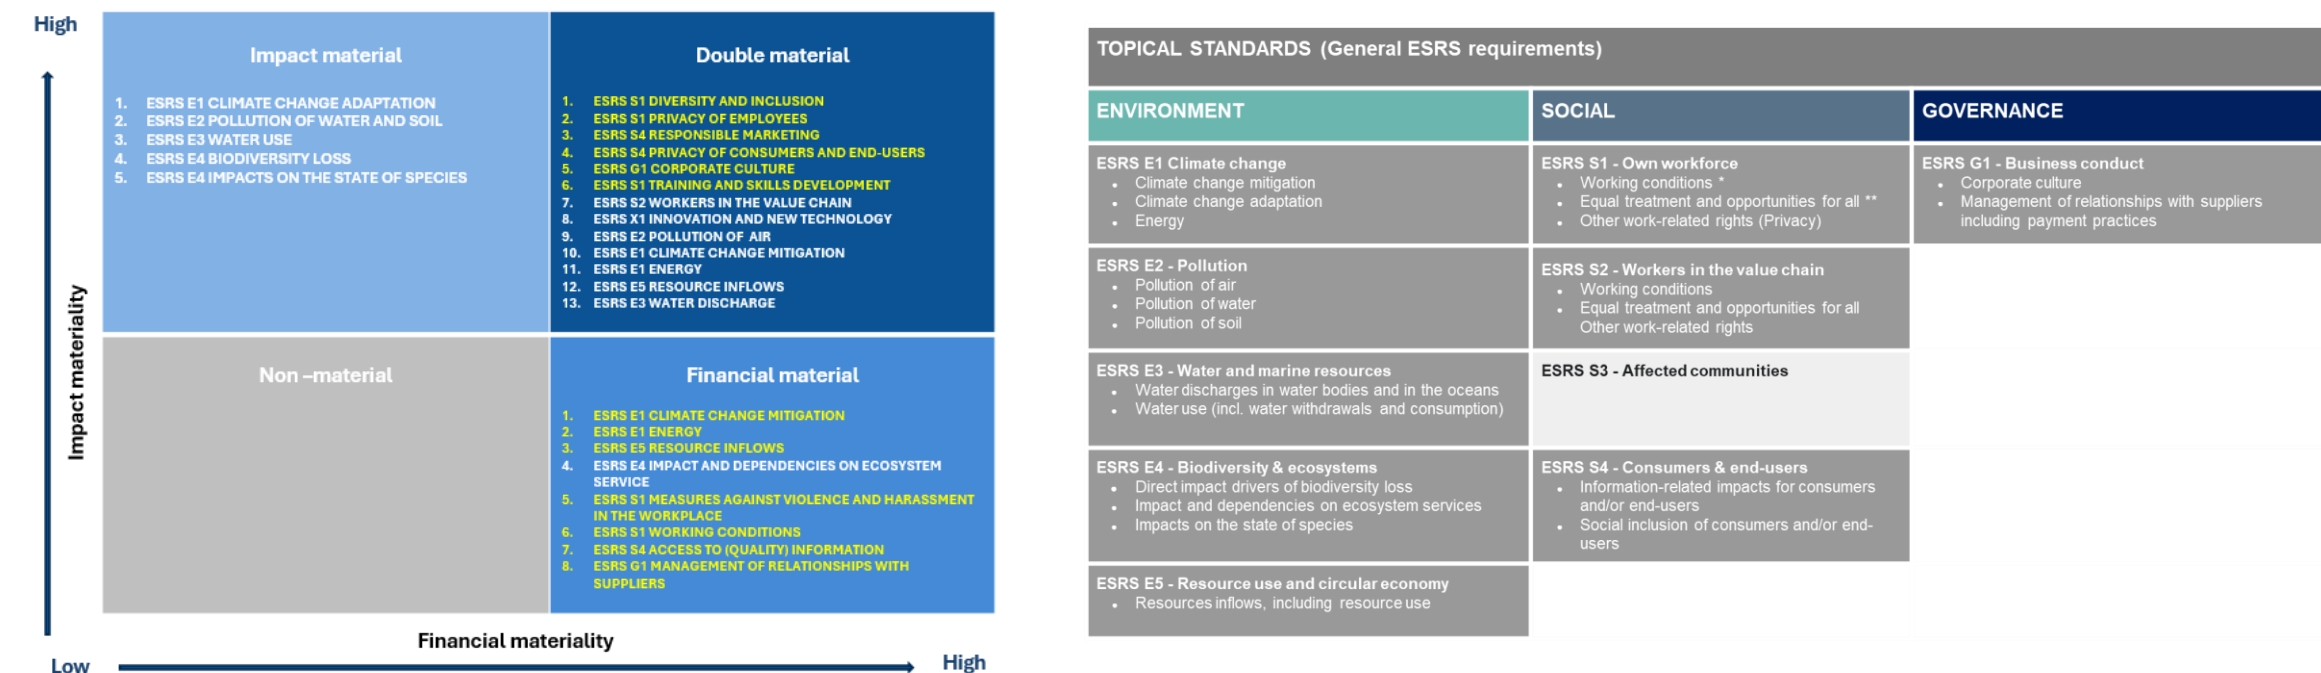 High
Impact material
1. ESRS E1 CLIMATE CHANGE ADAPTATION
2. ESRS E2 POLLUTION OF WATER AND SOIL
3. ESRS E3 WATER USE
4. ESRS E4 BIODIVERSITY LOSS
5. ESRS E4 IMPACTS ON THE STATE OF SPECIES
Double material
1. ESRS S1 DIVERSITY AND INCLUSION
2. ESRS S1 PRIVACY OF EMPLOYEES
3. ESRS S4 RESPONSIBLE MARKETING
4. ESRS S4 PRIVACY OF CONSUMERS AND END-USERS
5. ESRS G1 CORPORATE CULTURE
6. ESRS S1 TRAINING AND SKILLS DEVELOPMENT
7. ESRS S2 WORKERS IN THE VALUE CHAIN
8. ESRS X1 INNOVATION AND NEW TECHNOLOGY
9. ESRS E2 POLLUTION OF AIR
10. ESRS E1 CLIMATE CHANGE MITIGATION
11. ESRS E1 ENERGY
12. ESRS E5 RESOURCE INFLOWS
13. ESRS E3 WATER DISCHARGE
Impact materiality
Non –material
Financial material
1. ESRS E1 CLIMATE CHANGE MITIGATION
2. ESRS E1 ENERGY
3. ESRS E5 RESOURCE INFLOWS
4. ESRS E4 IMPACT AND DEPENDENCIES ON ECOSYSTEM
SERVICE
5. ESRS S1 MEASURES AGAINST VIOLENCE AND HARASSMENT
IN THE WORKPLACE
6. ESRS S1 WORKING CONDITIONS
7. ESRS S4 ACCESS TO (QUALITY) INFORMATION
8. ESRS G1 MANAGEMENT OF RELATIONSHIPS WITH
SUPPLIERS
Financial materiality
Low
High
TOPICAL STANDARDS (General ESRS requirements)
ENVIRONMENT
SOCIAL
GOVERNANCE
ESRS E1 Climate change
• Climate change mitigation
• Climate change adaptation
• Energy
ESRS S1 - Own workforce
• Working conditions *
• Equal treatment and opportunities for all **
• Other work-related rights (Privacy)
ESRS G1 - Business conduct
• Corporate culture
• Management of relationships with suppliers
including payment practices
ESRS E2 - Pollution
• Pollution of air
• Pollution of water
• Pollution of soil
ESRS S2 - Workers in the value chain
• Working conditions
• Equal treatment and opportunities for all
Other work-related rights
ESRS E3 - Water and marine resources
• Water discharges in water bodies and in the oceans
• Water use (incl. water withdrawals and consumption)
ESRS S3 - Affected communities
ESRS E4 - Biodiversity & ecosystems
• Direct impact drivers of biodiversity loss
• Impact and dependencies on ecosystem services
• Impacts on the state of species
ESRS S4 - Consumers & end-users
• Information-related impacts for consumers
and/or end-users
• Social inclusion of consumers and/or end-
users
ESRS E5 - Resource use and circular economy
• Resources inflows, including resource use